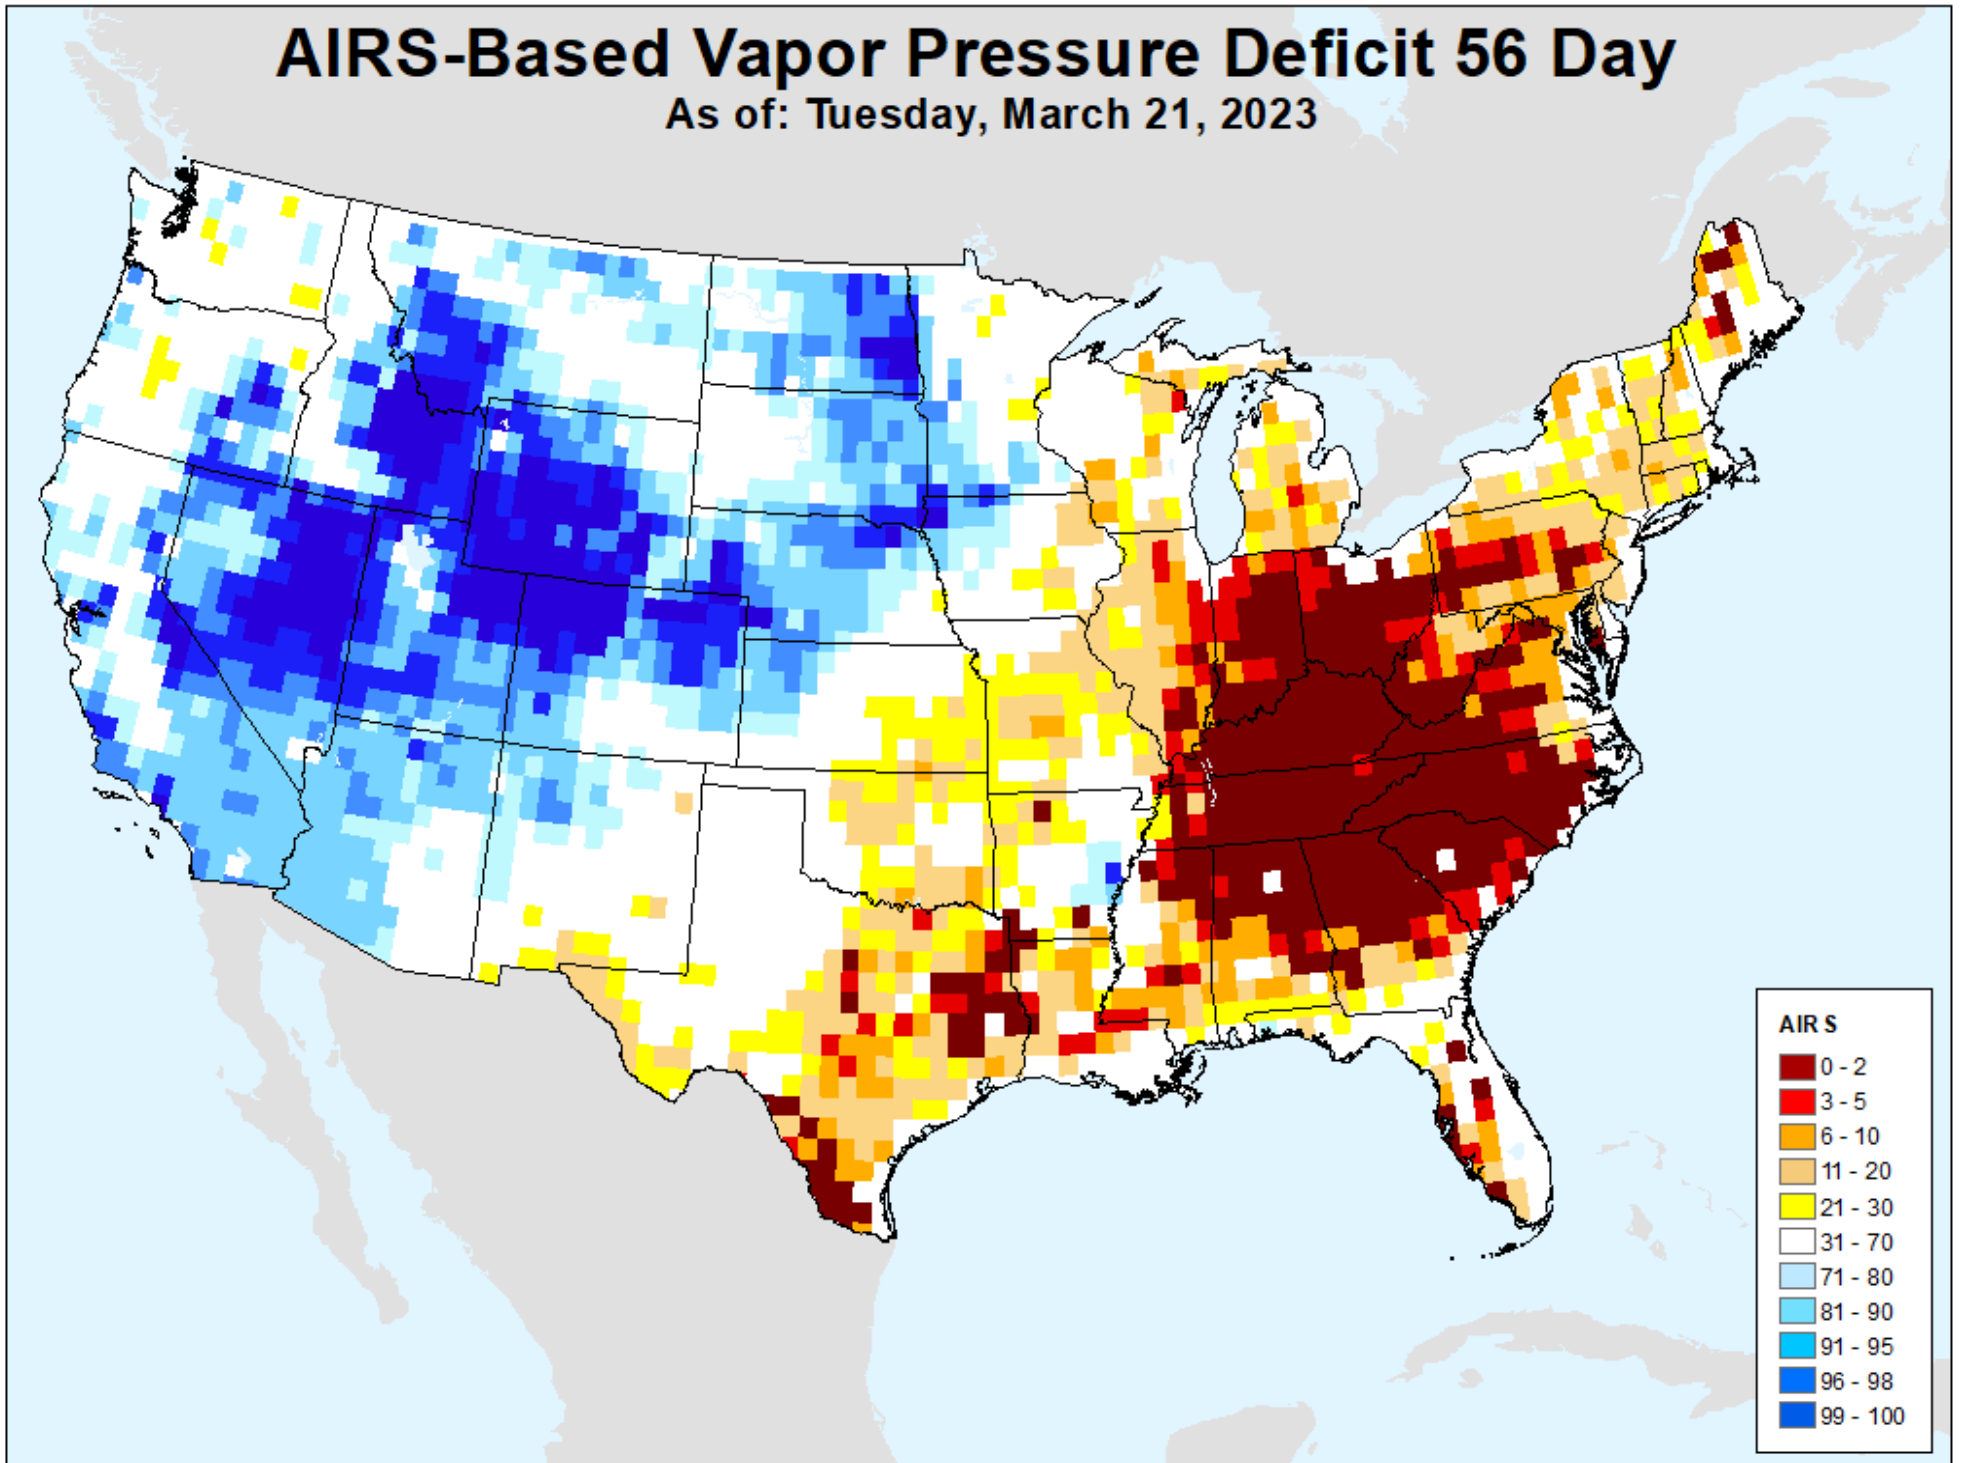 AIRS-Based Vapor Pressure Deficit 56 Day
As of: Tuesday, March 21, 2023
AIRS
0 - 2
3 - 5
6 - 10
11 - 20
21 - 30
31 - 70
71 - 80
81 - 90
91 - 95
96 - 98
99 - 100